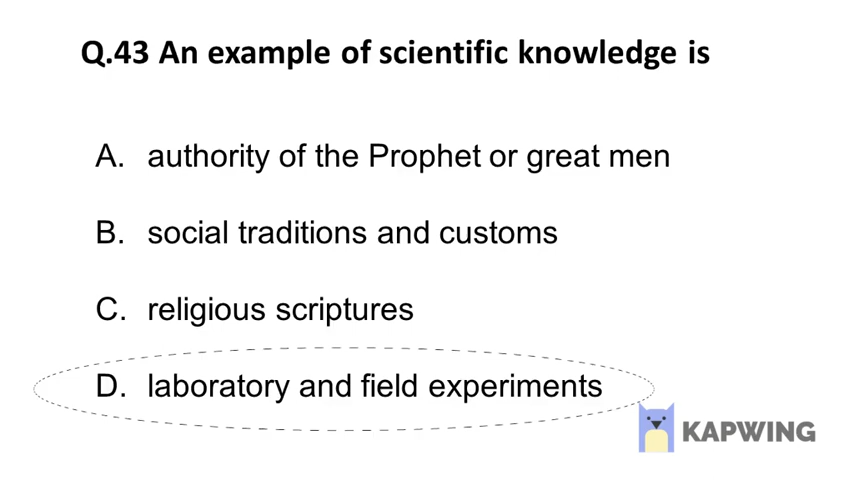 Q.43 An example of scientific knowledge is
A. authority of the Prophet or great men
B. social traditions and customs
C. religious scriptures
D. laboratory and field experiments
KAPWING